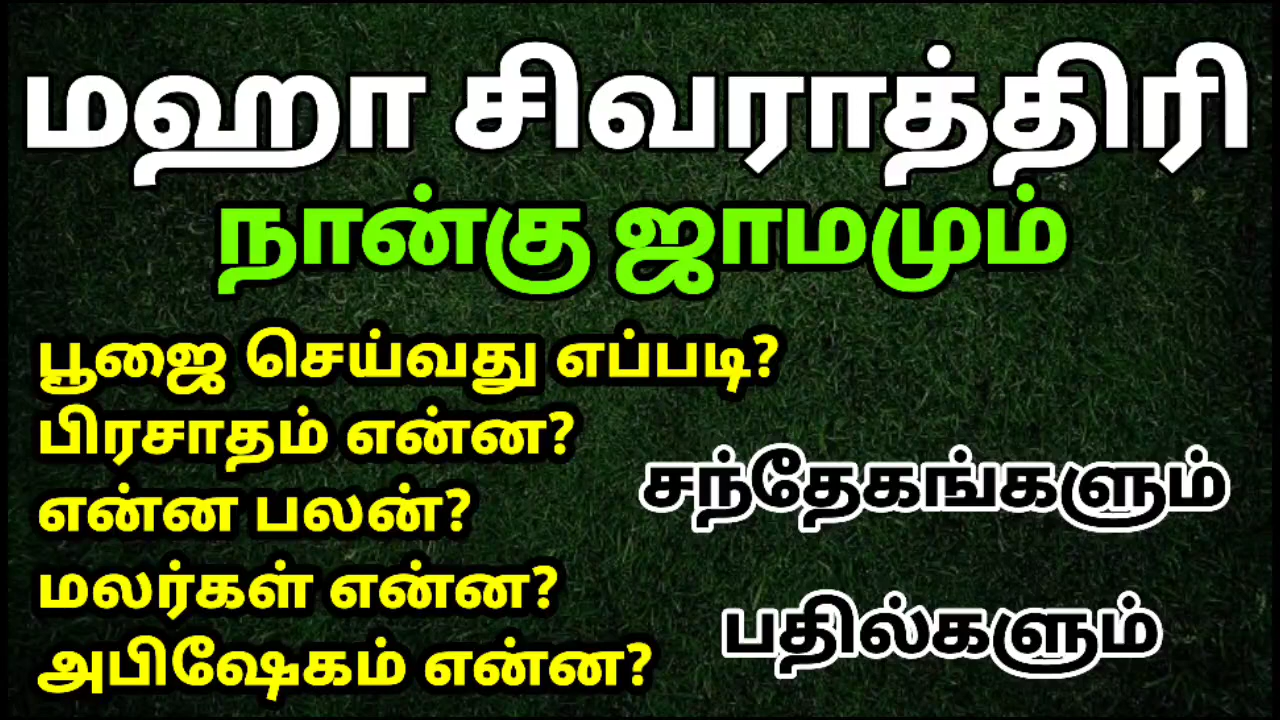 மஹா சிவராத்திரி
நான்கு ஜாமமும்
பூஜை செய்வது எப்படி?
பிரசாதம் என்ன?
என்ன பலன்?
மலர்கள் என்ன?
அபிஷேகம் என்ன?
சந்தேகங்களும்
பதில்களும்